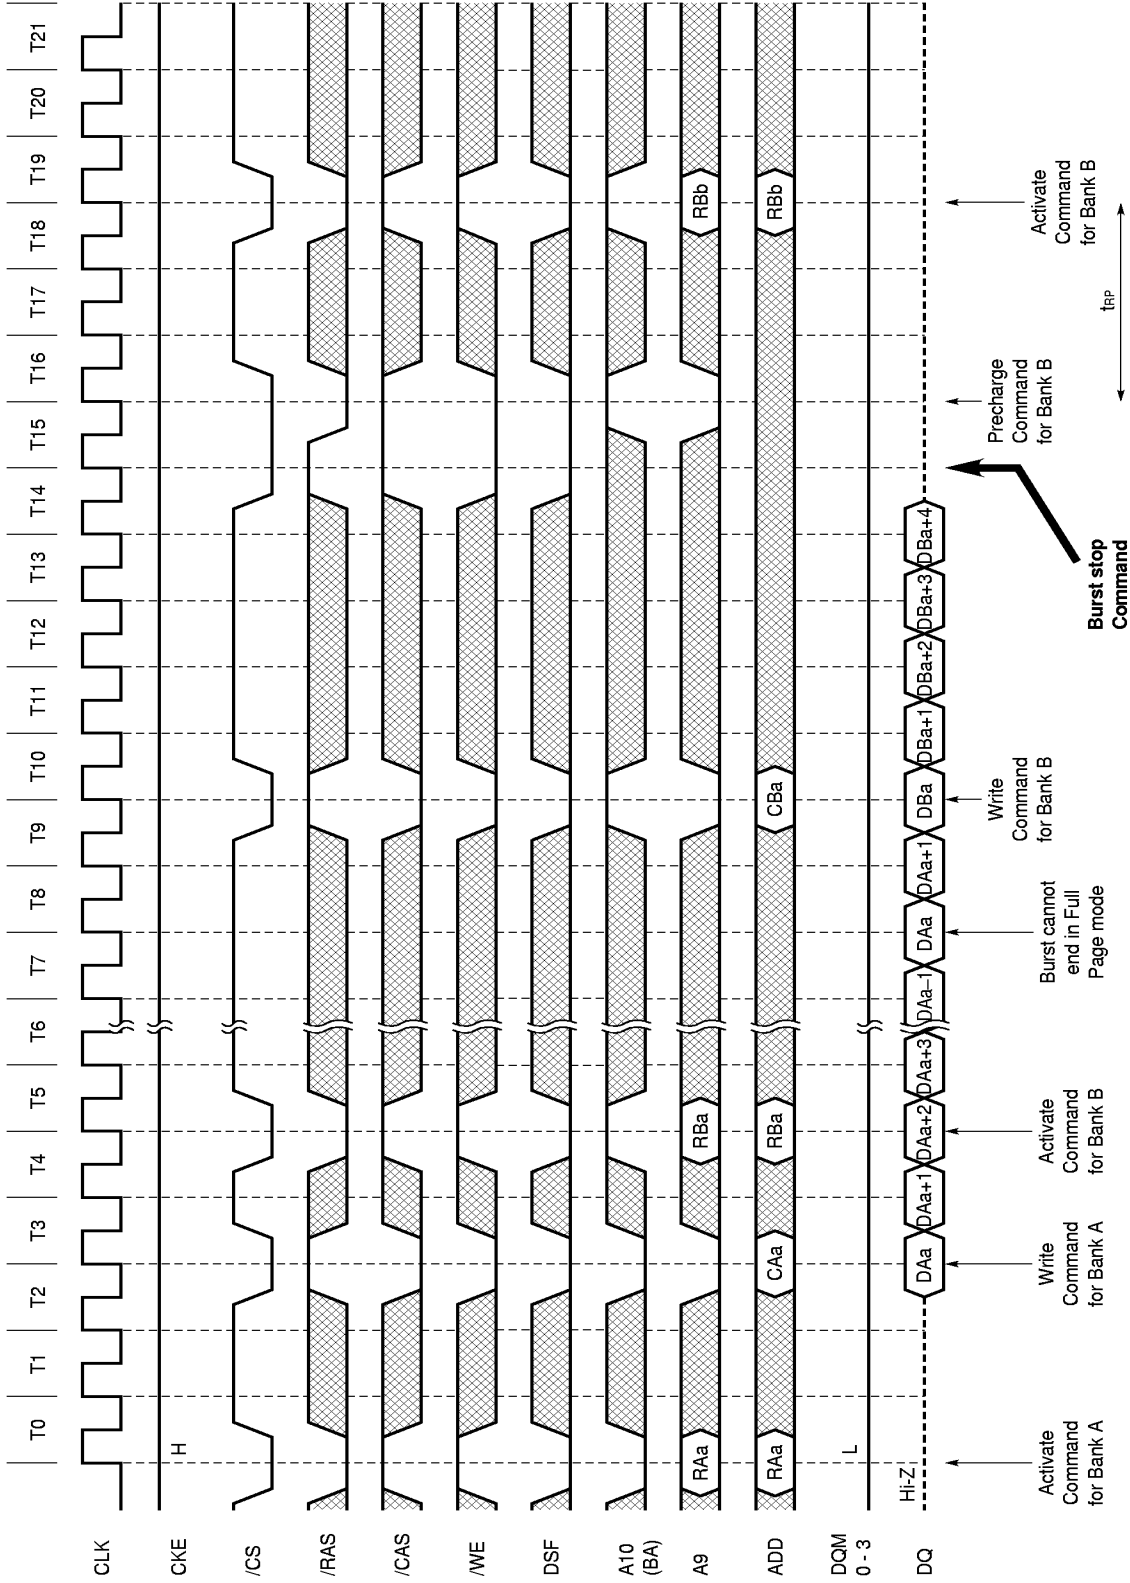 T0 T1 T2 T3 T4 T5 T6 T7 T8 T9 T10 T11 T12 T13 T14 T15 T16 T17 T18 T19 T20 T21
CLK
CKE H
/CS
/RAS
/CAS
/WE
DSF
A10
(BA)
A9 RAa RBa RBb
ADD RAa CAa RBa CBa RBb
DQM
0 - 3 L
DQ Hi-Z DAa DAa+1 DAa+2 DAa+3 DAa–1 DAa DAa+1 DBa DBa+1 DBa+2 DBa+3 DBa+4
Activate
Command
for Bank A
Write
Command
for Bank A
Activate
Command
for Bank B
Burst cannot
end in Full
Page mode
Write
Command
for Bank B
Burst stop
Command
Precharge
Command
for Bank B
tRP
Activate
Command
for Bank B